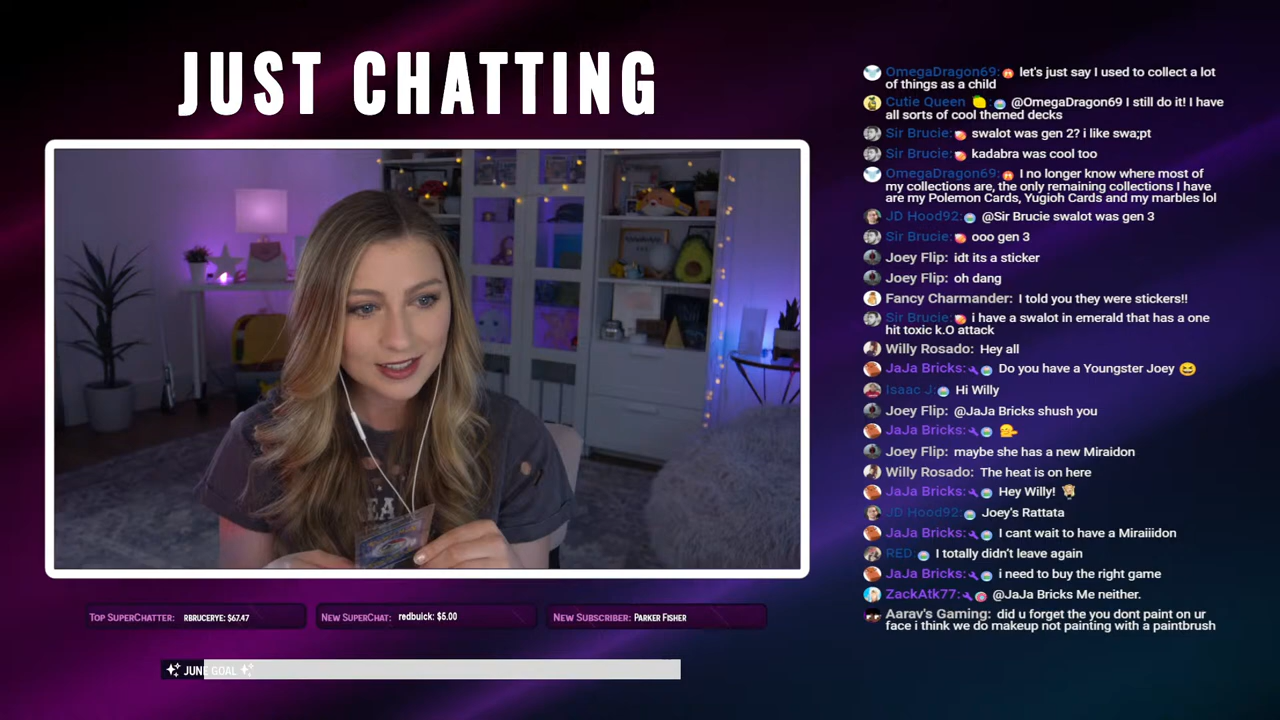 JUST CHATTING
OmegaDragon69: let's just say I used to collect a lot
of things as a child
Cutie Queen 🍋: @OmegaDragon69 I still do it! I have
all sorts of cool themed decks
Sir Brucie: swalot was gen 2? i like swa;pt
Sir Brucie: kadabra was cool too
OmegaDragon69: I no longer know where most of
my collections are, the only remaining collections I have
are my Polemon Cards, Yugioh Cards and my marbles lol
JD Hood92: @Sir Brucie swalot was gen 3
Sir Brucie: ooo gen 3
Joey Flip: idt its a sticker
Joey Flip: oh dang
Fancy Charmander: I told you they were stickers!!
Sir Brucie: i have a swalot in emerald that has a one
hit toxic k.O attack
Willy Rosado: Hey all
JaJa Bricks: Do you have a Youngster Joey 😆
Isaac J: Hi Willy
Joey Flip: @JaJa Bricks shush you
JaJa Bricks:
Joey Flip: maybe she has a new Miraidon
Willy Rosado: The heat is on here
JaJa Bricks: Hey Willy!
JD Hood92: Joey's Rattata
JaJa Bricks: I cant wait to have a Miraiiidon
RED: I totally didn't leave again
JaJa Bricks: i need to buy the right game
ZackAtk77: @JaJa Bricks Me neither.
Aarav's Gaming: did u forget the you dont paint on ur
face i think we do makeup not painting with a paintbrush
TOP SUPERCHATTER: RBRUCERYE: $67.47
NEW SUPERCHAT: redbuick: $5.00
NEW SUBSCRIBER: PARKER FISHER
JUNE GOAL